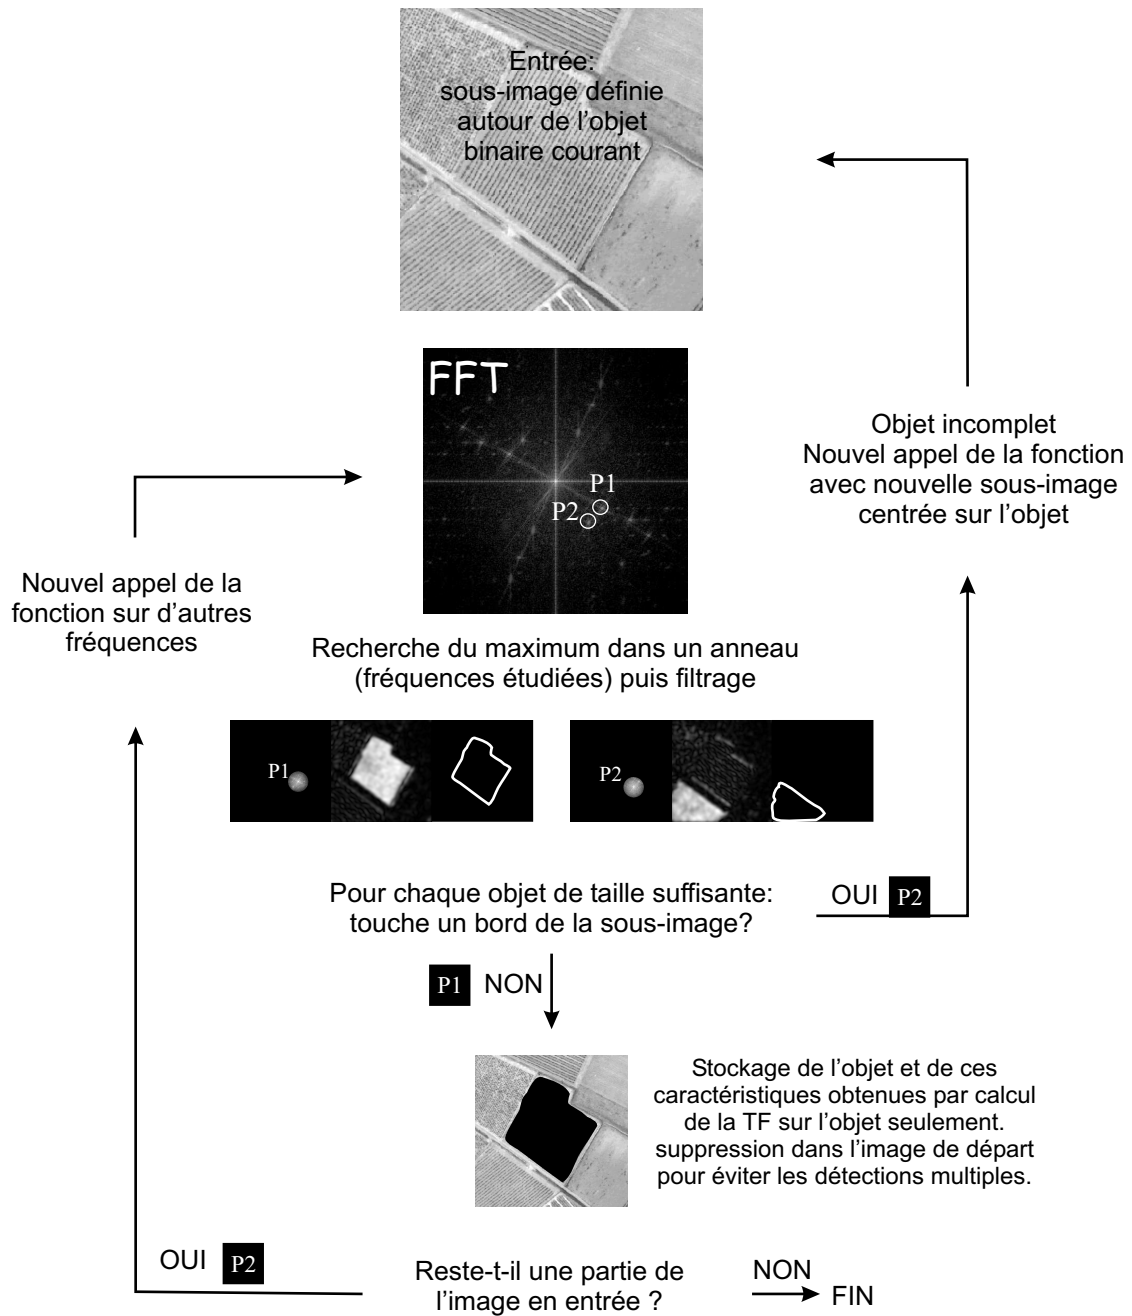 Entrée:
sous-image définie
autour de l'objet
binaire courant
FFT
P1
P2
Objet incomplet
Nouvel appel de la fonction
avec nouvelle sous-image
centrée sur l'objet
Nouvel appel de la
fonction sur d'autres
fréquences
Recherche du maximum dans un anneau
(fréquences étudiées) puis filtrage
P1
P2
Pour chaque objet de taille suffisante:
touche un bord de la sous-image?
OUI P2
P1 NON
Stockage de l'objet et de ces
caractéristiques obtenues par calcul
de la TF sur l'objet seulement.
suppression dans l'image de départ
pour éviter les détections multiples.
OUI P2
Reste-t-il une partie de
l'image en entrée ?
NON
FIN